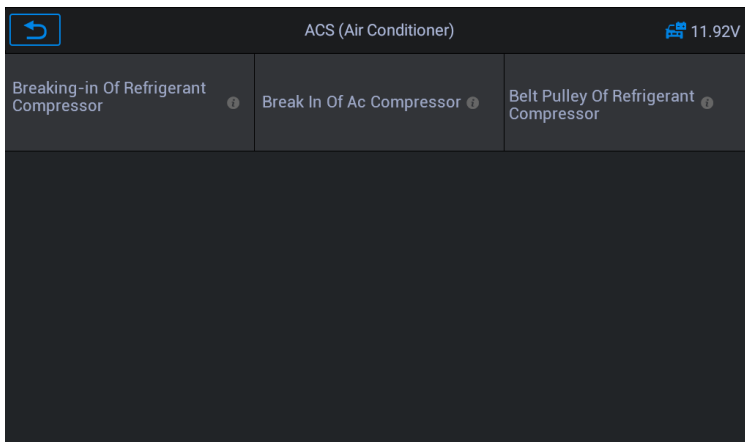 ACS (Air Conditioner)
11.92V
Breaking-in Of Refrigerant
Compressor
Break In Of Ac Compressor
Belt Pulley Of Refrigerant
Compressor